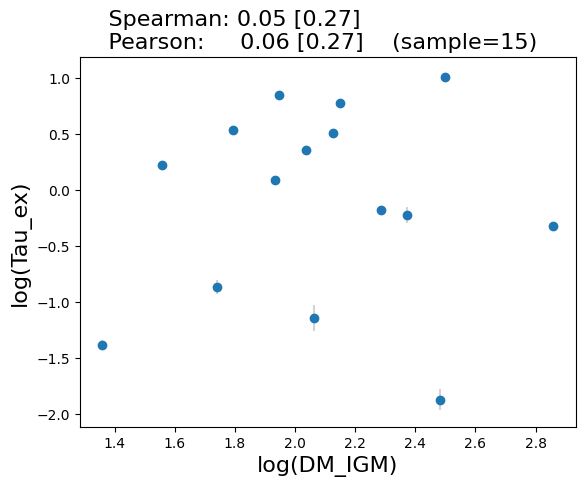 Spearman: 0.05 [0.27]
Pearson: 0.06 [0.27] (sample=15)
1.0
0.5
0.0
−0.5
−1.0
−1.5
−2.0
log(Tau_ex)
1.4 1.6 1.8 2.0 2.2 2.4 2.6 2.8
log(DM_IGM)